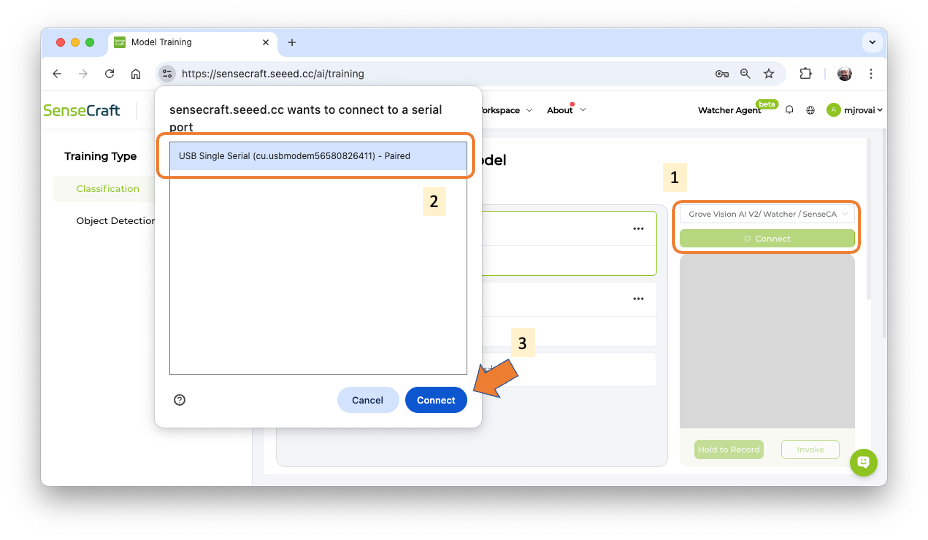 Model Training
https://sensecraft.seeed.cc/ai/training
SenseCraft
orkspace
About
Watcher Agent
beta
mjrovai
A
sensecraft.seeed.cc wants to connect to a serial
port
USB Single Serial (cu.usbmodem56580826411) - Paired
Training Type
Classification
Object Detection
odel
1
2
3
Grove Vision AI V2/ Watcher / SenseCA
Connect
Cancel
Connect
Hold to Record
Invoke